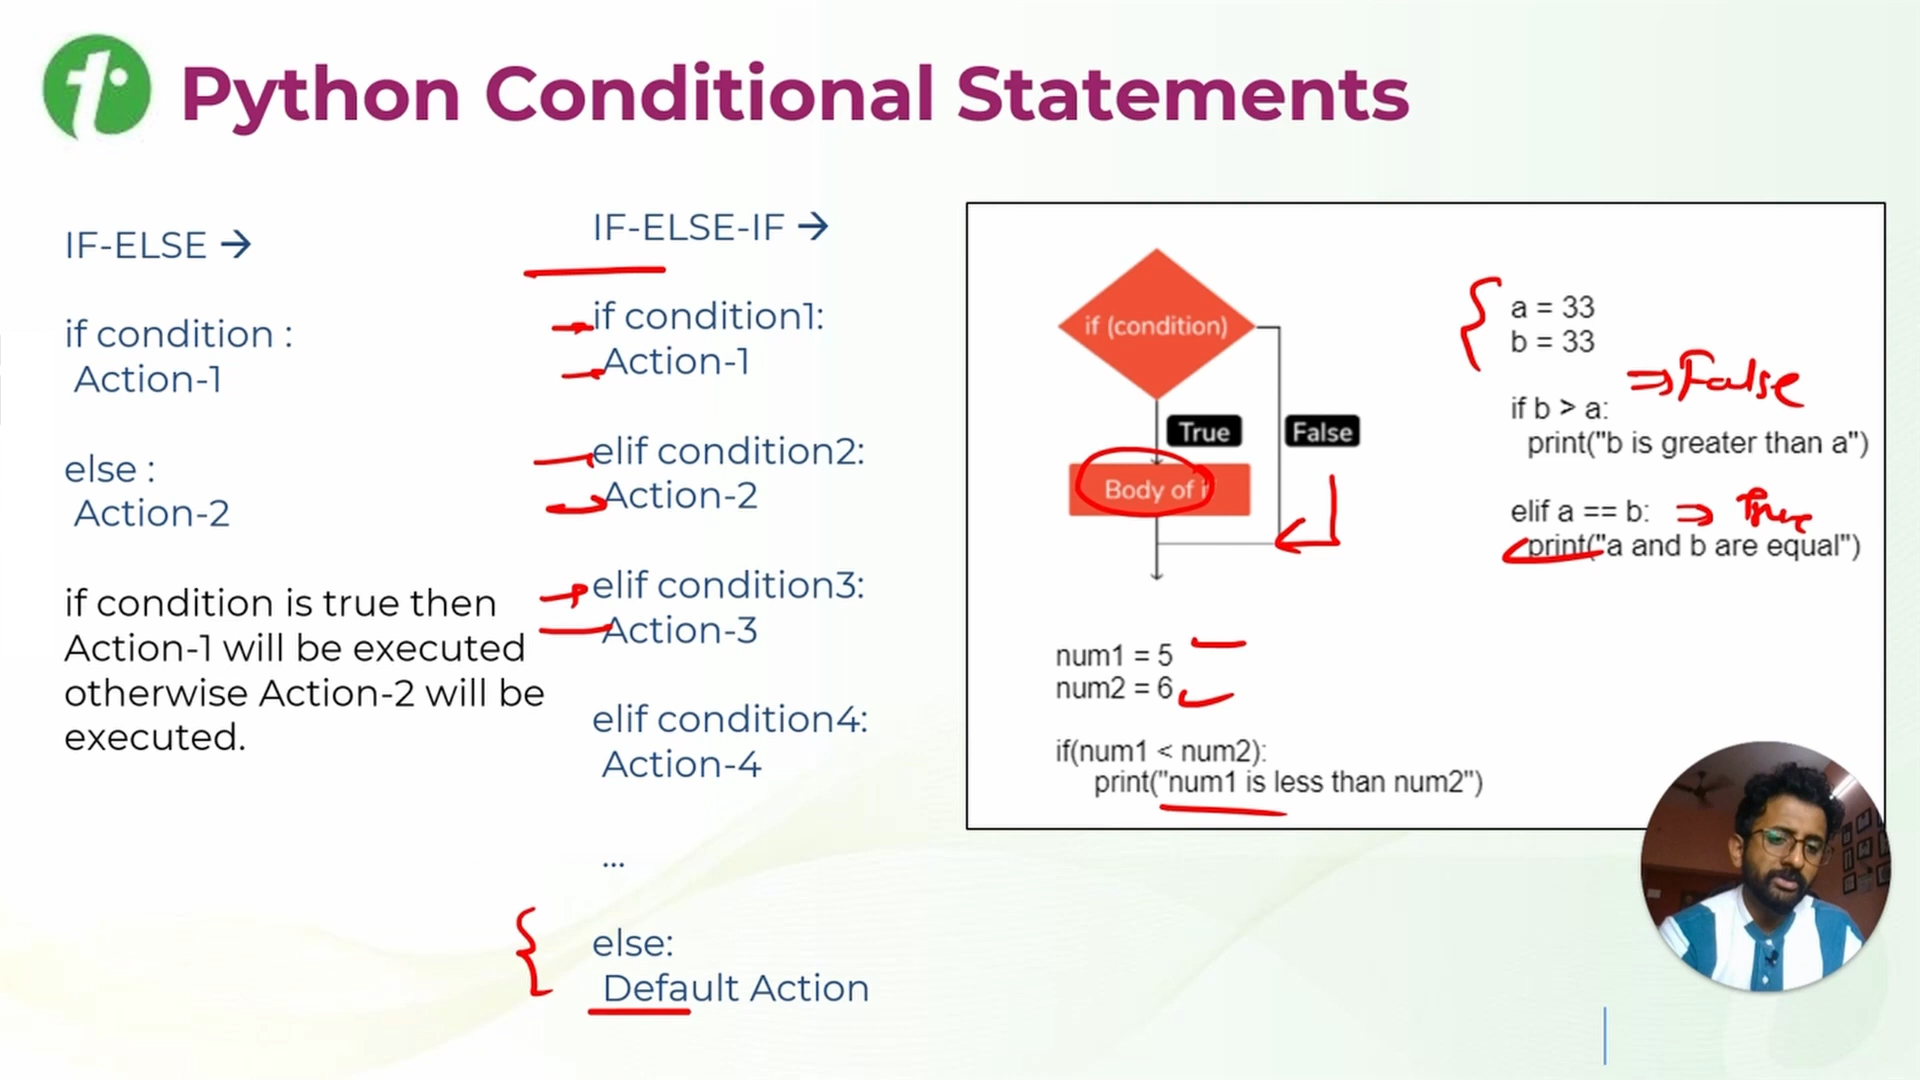 Python Conditional Statements
IF-ELSE →
if condition :
Action-1
else :
Action-2
if condition is true then
Action-1 will be executed
otherwise Action-2 will be
executed.
IF-ELSE-IF →
if condition1:
Action-1
elif condition2:
Action-2
elif condition3:
Action-3
elif condition4:
Action-4
...
else:
Default Action
if (condition)
True
False
Body of
num1 = 5
num2 = 6
if(num1 < num2):
print("num1 is less than num2")
a = 33
b = 33
⇒ False
if b > a:
print("b is greater than a")
elif a == b: ⇒ True
print("a and b are equal")